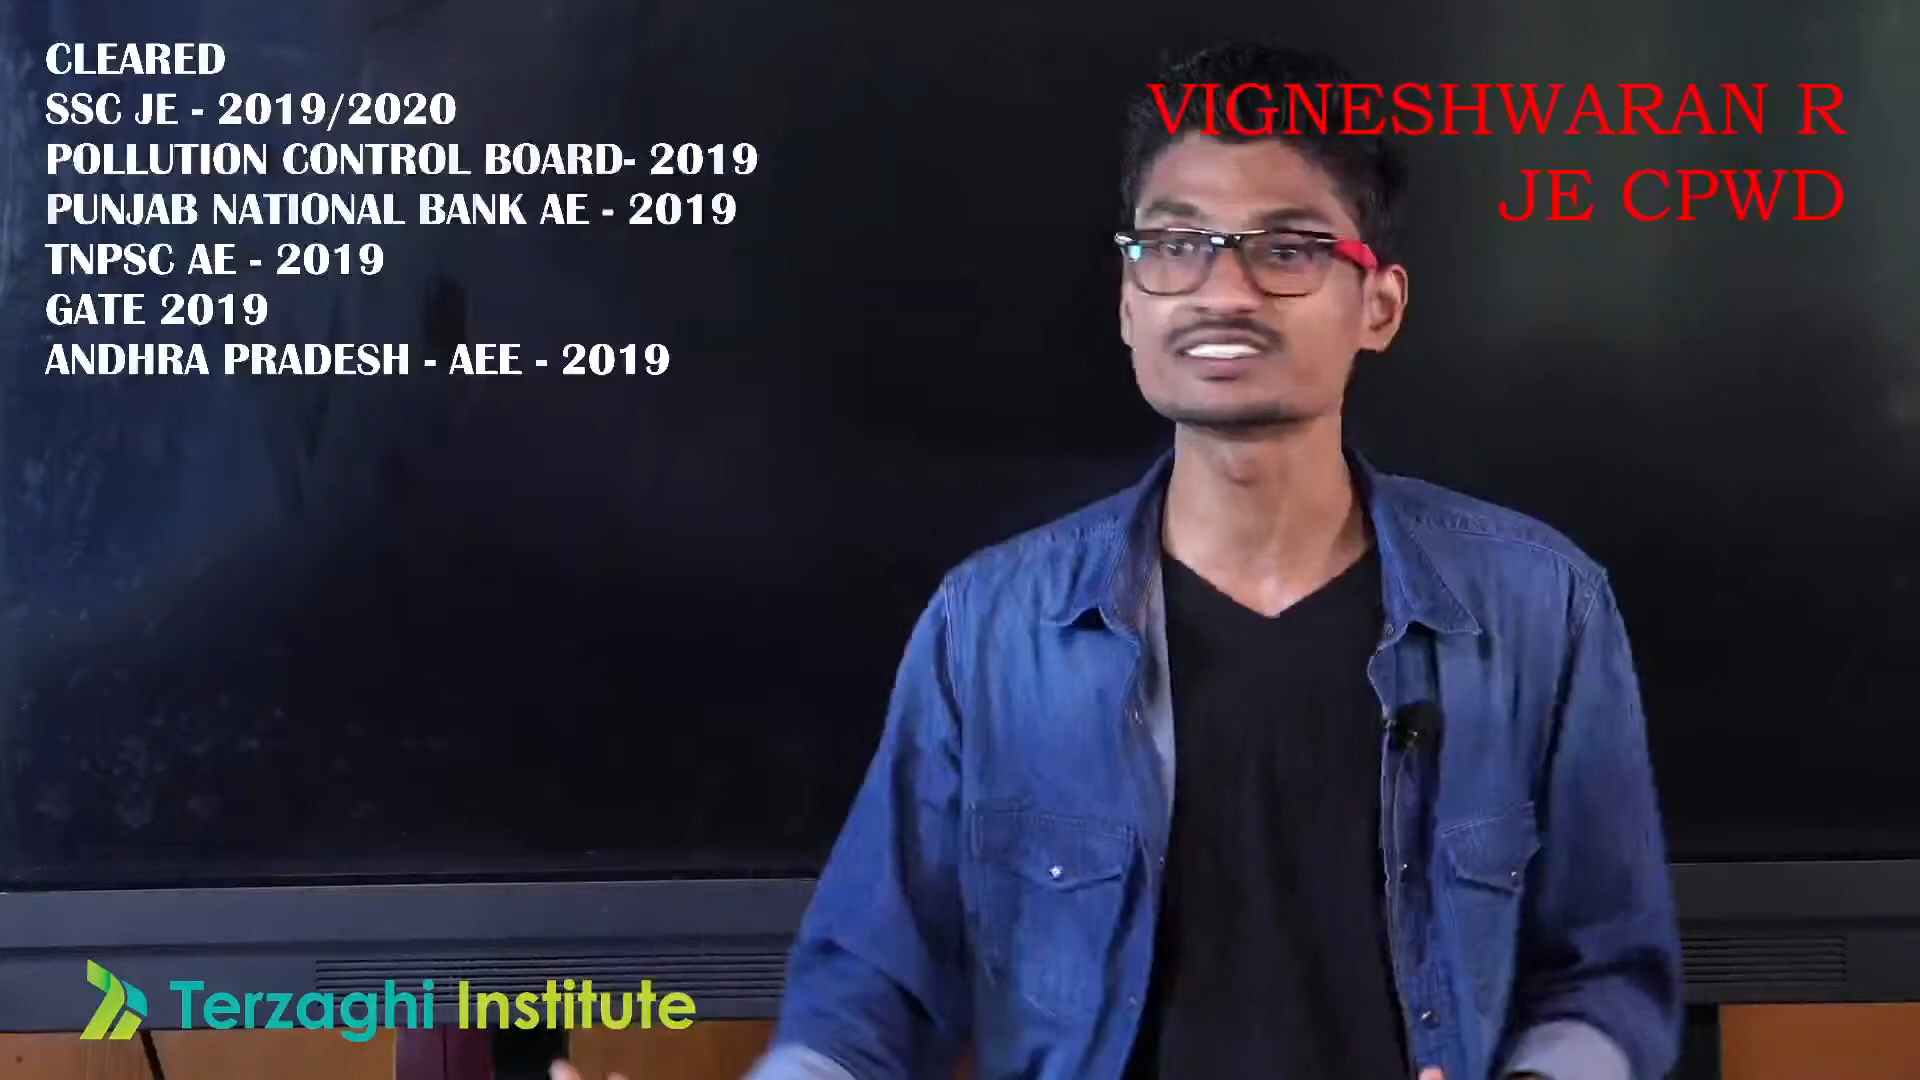 CLEARED
SSC JE - 2019/2020
POLLUTION CONTROL BOARD- 2019
PUNJAB NATIONAL BANK AE - 2019
TNPSC AE - 2019
GATE 2019
ANDHRA PRADESH - AEE - 2019
VIGNESHWARAN R
JE CPWD
Terzaghi Institute